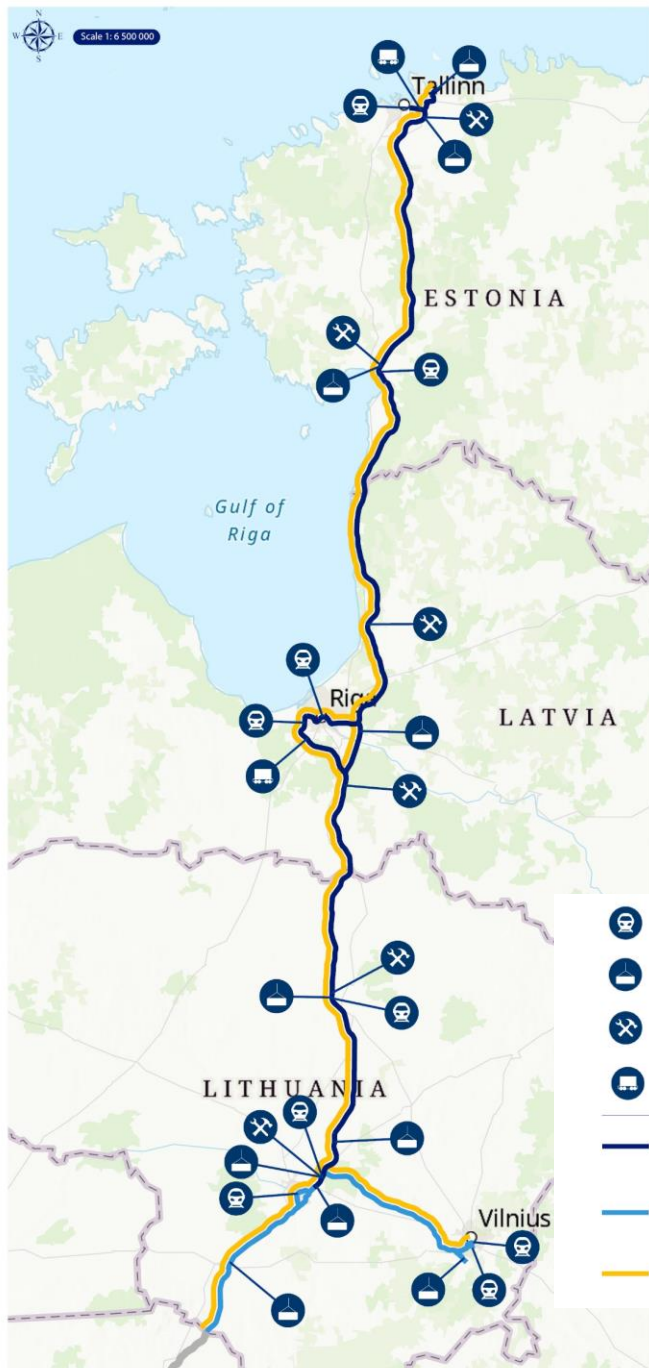 N
W E
S
Scale 1: 6 500 000
Tallinn
ESTONIA
Gulf of
Riga
Riga
LATVIA
LITHUANIA
Vilnius